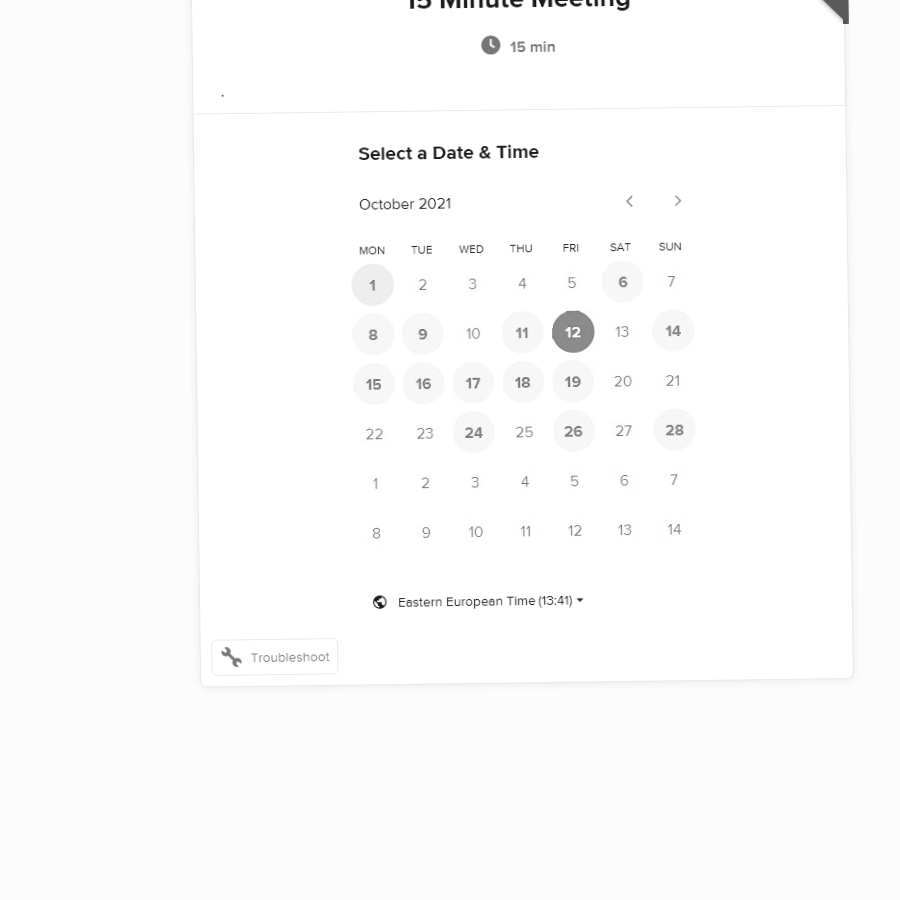 15 Minute Meeting
15 min
.
Select a Date & Time
October 2021
MON TUE WED THU FRI SAT SUN
1 2 3 4 5 6 7
8 9 10 11 12 13 14
15 16 17 18 19 20 21
22 23 24 25 26 27 28
1 2 3 4 5 6 7
8 9 10 11 12 13 14
Eastern European Time (13:41)
Troubleshoot